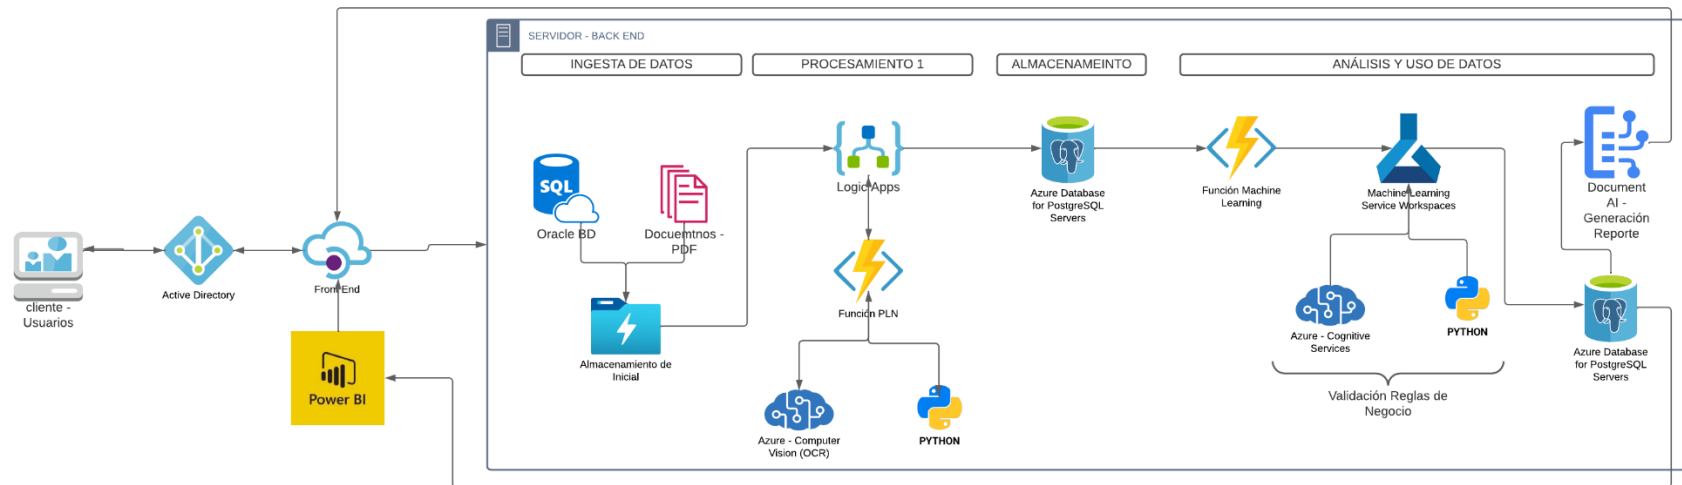 SERVIDOR - BACK END
INGESTA DE DATOS
PROCESAMIENTO 1
ALMACENAMEINTO
ANÁLISIS Y USO DE DATOS
SQL
Oracle BD
Docuemtnos -
PDF
Logic Apps
Azure Database
for PostgreSQL
Servers
Función Machine
Learning
Machine Learning
Service Workspaces
Document
AI -
Generación
Reporte
cliente -
Usuarios
Active Directory
Front End
Power BI
Almacenamiento de
Inicial
Función PLN
Azure - Computer
Vision (OCR)
PYTHON
Azure - Cognitive
Services
PYTHON
Validación Reglas de
Negocio
Azure Database
for PostgreSQL
Servers